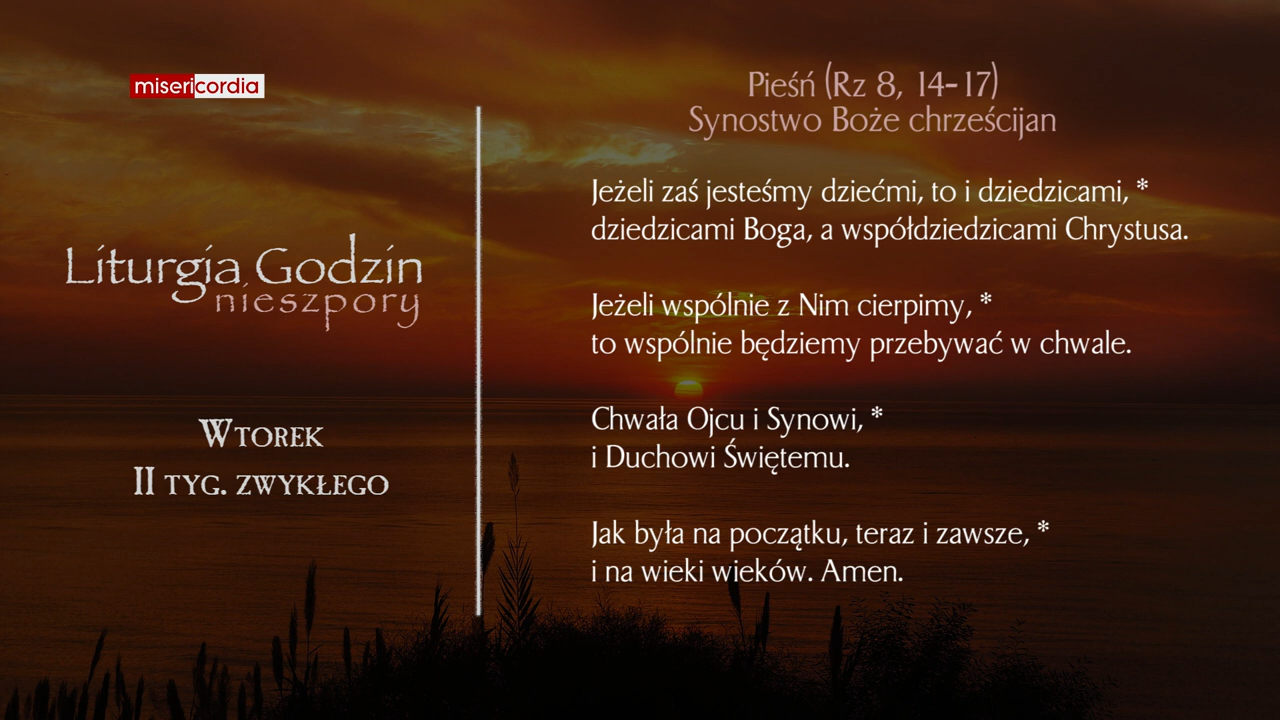 misericordia
Liturgia Godzin
nieszpory
Wtorek
II tyg. zwykłego
Pieśń (Rz 8, 14-17)
Synostwo Boże chrześcijan
Jeżeli zaś jesteśmy dziećmi, to i dziedzicami, *
dziedzicami Boga, a współdziedzicami Chrystusa.
Jeżeli wspólnie z Nim cierpimy, *
to wspólnie będziemy przebywać w chwale.
Chwała Ojcu i Synowi, *
i Duchowi Świętemu.
Jak była na początku, teraz i zawsze, *
i na wieki wieków. Amen.